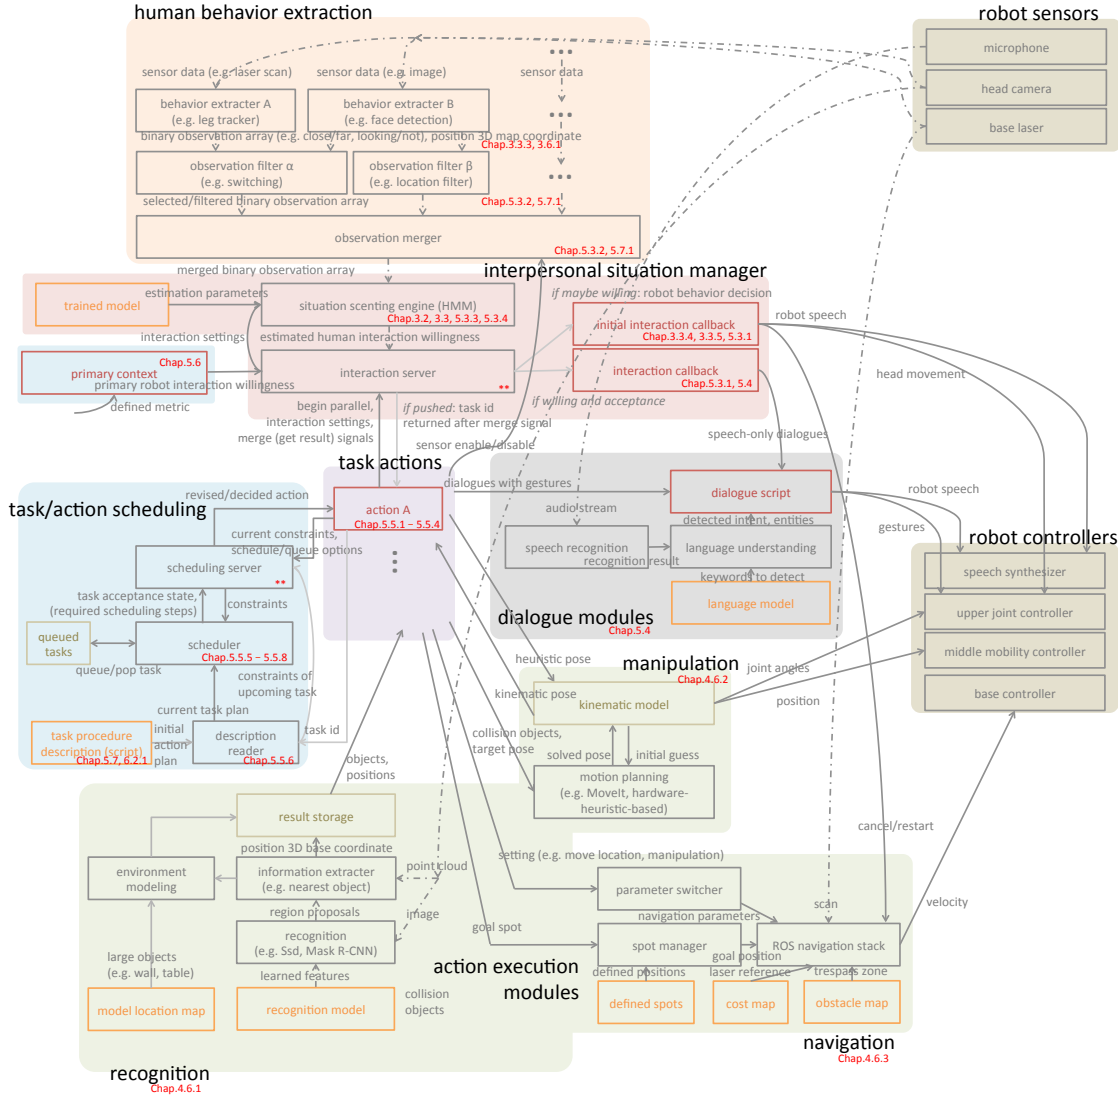 human behavior extraction
robot sensors
microphone
head camera
base laser
sensor data (e.g. laser scan)
sensor data (e.g. image)
sensor data
behavior extracter A
(e.g. leg tracker)
behavior extracter B
(e.g. face detection)
binary observation array (e.g. close/far, looking/not), position 3D map coordinate
Chap.3.3.3, 3.6.1
observation filter α
(e.g. switching)
observation filter β
(e.g. location filter)
selected/filtered binary observation array
Chap.5.3.2, 5.7.1
observation merger
Chap.5.3.2, 5.7.1
merged binary observation array
interpersonal situation manager
trained model
estimation parameters
situation scenting engine (HMM)
Chap.3.2, 3.3, 5.3.3, 5.3.4
if maybe willing: robot behavior decision
initial interaction callback
Chap.3.3.4, 3.3.5, 5.3.1
robot speech
interaction settings
estimated human interaction willingness
Chap.5.6
primary context
primary robot interaction willingness
interaction server
**
interaction callback
Chap.5.3.1, 5.4
head movement
defined metric
begin parallel,
interaction settings,
merge (get result) signals
if pushed: task id
returned after merge signal
if willing and acceptance
sensor enable/disable
speech-only dialogues
task actions
task/action scheduling
revised/decided action
action A
Chap.5.5.1 – 5.5.4
dialogues with gestures
dialogue script
robot speech
gestures
audio stream
detected intent, entities
current constraints,
schedule/queue options
scheduling server
**
speech recognition
recognition result
language understanding
keywords to detect
language model
dialogue modules
Chap.5.4
robot controllers
speech synthesizer
upper joint controller
middle mobility controller
base controller
task acceptance state,
(required scheduling steps)
constraints
queued
tasks
scheduler
Chap.5.5.5 – 5.5.8
queue/pop task
constraints of
upcoming task
heuristic pose
manipulation
Chap.4.6.2
joint angles
position
kinematic pose
kinematic model
current task plan
task procedure
description (script)
Chap.5.7, 6.2.1
initial
action
plan
description
reader
Chap.5.5.6
task id
collision objects,
target pose
solved pose
initial guess
objects,
positions
motion planning
(e.g. MoveIt, hardware-
heuristic-based)
result storage
cancel/restart
position 3D base coordinate
setting (e.g. move location, manipulation)
environment
modeling
information extracter
(e.g. nearest object)
point cloud
parameter switcher
region proposals
image
navigation parameters
scan
velocity
recognition
(e.g. Ssd, Mask R-CNN)
goal spot
spot manager
goal position
ROS navigation stack
large objects
(e.g. wall, table)
learned features
action execution
modules
defined positions
laser reference
trespass zone
model location map
recognition model
collision
objects
defined spots
cost map
obstacle map
navigation
Chap.4.6.3
recognition
Chap.4.6.1